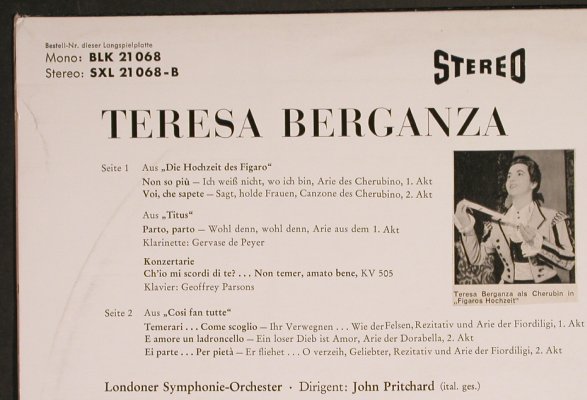 Bestell-Nr. dieser Langspielplatte
Mono: BLK 21 068
Stereo: SXL 21 068-B
STEREO
TERESA BERGANZA
Seite 1 Aus „Die Hochzeit des Figaro“
Non so più — Ich weiß nicht, wo ich bin, Arie des Cherubino, 1. Akt
Voi, che sapete — Sagt, holde Frauen, Canzone des Cherubino, 2. Akt
Aus „Titus“
Parto, parto — Wohl denn, wohl denn, Arie aus dem 1. Akt
Klarinette: Gervase de Peyer
Konzertarie
Ch'io mi scordi di te? . . . Non temer, amato bene, KV 505
Klavier: Geoffrey Parsons
Teresa Berganza als Cherubin in
„Figaros Hochzeit“
Seite 2 Aus „Cosi fan tutte“
Temerari . . . Come scoglio — Ihr Verwegnen . . . Wie der Felsen, Rezitativ und Arie der Fiordiligi, 1. Akt
E amore un ladroncello — Ein loser Dieb ist Amor, Arie der Dorabella, 2. Akt
Ei parte . . . Per pietà — Er fliehet . . . O verzeih, Geliebter, Rezitativ und Arie der Fiordiligi, 2. Akt
Londoner Symphonie-Orchester · Dirigent: John Pritchard (ital. ges.)